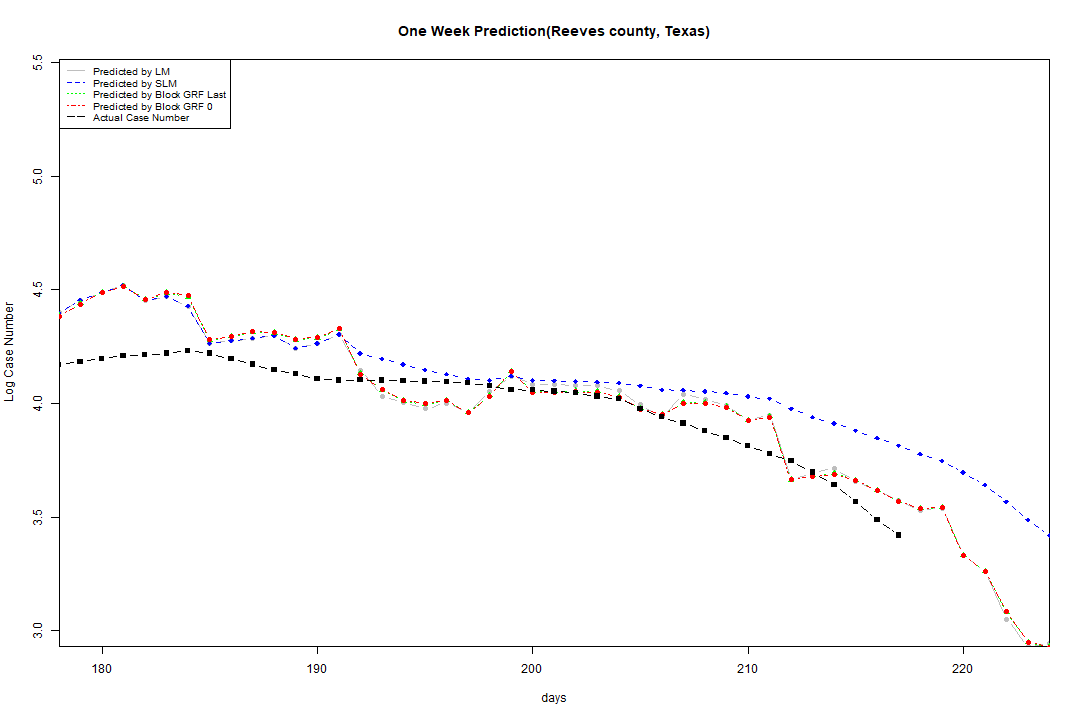 One Week Prediction(Reeves county, Texas)
Predicted by LM
Predicted by SLM
Predicted by Block GRF Last
Predicted by Block GRF 0
Actual Case Number
5.5
5.0
4.5
4.0
3.5
3.0
Log Case Number
180 190 200 210 220
days